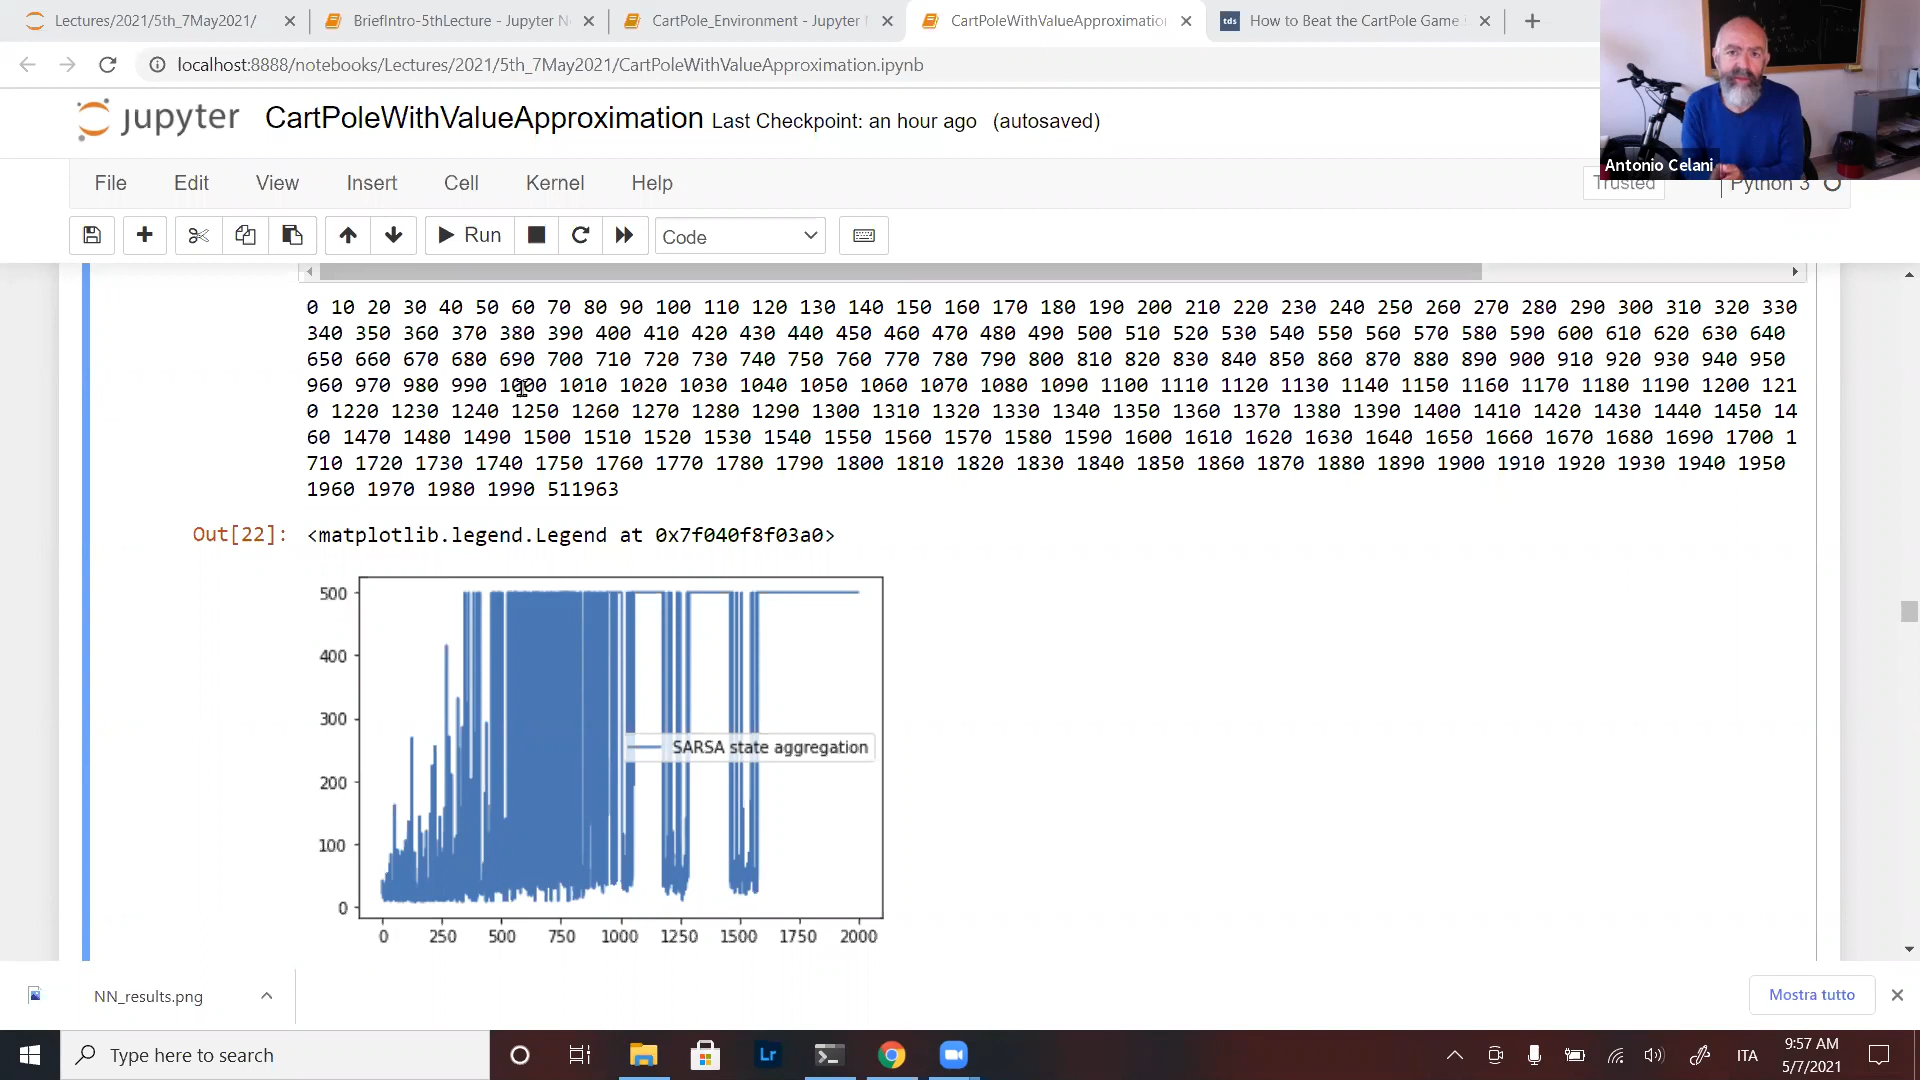 Lectures/2021/5th_7May2021/
BriefIntro-5thLecture - Jupyter N
CartPole_Environment - Jupyter
CartPoleWithValueApproximation
tds How to Beat the CartPole Game
localhost:8888/notebooks/Lectures/2021/5th_7May2021/CartPoleWithValueApproximation.ipynb
jupyter CartPoleWithValueApproximation Last Checkpoint: an hour ago (autosaved)
Antonio Celani
File Edit View Insert Cell Kernel Help Trusted Python 3
Run Code
0 10 20 30 40 50 60 70 80 90 100 110 120 130 140 150 160 170 180 190 200 210 220 230 240 250 260 270 280 290 300 310 320 330
340 350 360 370 380 390 400 410 420 430 440 450 460 470 480 490 500 510 520 530 540 550 560 570 580 590 600 610 620 630 640
650 660 670 680 690 700 710 720 730 740 750 760 770 780 790 800 810 820 830 840 850 860 870 880 890 900 910 920 930 940 950
960 970 980 990 1000 1010 1020 1030 1040 1050 1060 1070 1080 1090 1100 1110 1120 1130 1140 1150 1160 1170 1180 1190 1200 121
0 1220 1230 1240 1250 1260 1270 1280 1290 1300 1310 1320 1330 1340 1350 1360 1370 1380 1390 1400 1410 1420 1430 1440 1450 14
60 1470 1480 1490 1500 1510 1520 1530 1540 1550 1560 1570 1580 1590 1600 1610 1620 1630 1640 1650 1660 1670 1680 1690 1700 1
710 1720 1730 1740 1750 1760 1770 1780 1790 1800 1810 1820 1830 1840 1850 1860 1870 1880 1890 1900 1910 1920 1930 1940 1950
1960 1970 1980 1990 511963
Out[22]: <matplotlib.legend.Legend at 0x7f040f8f03a0>
500
400
300
200
100
0
SARSA state aggregation
0 250 500 750 1000 1250 1500 1750 2000
NN_results.png
Mostra tutto
Type here to search
Lr
ITA
9:57 AM
5/7/2021